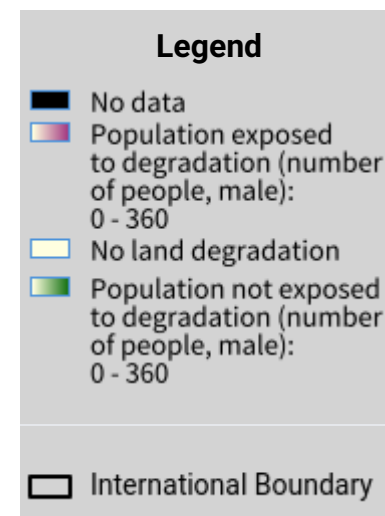 Legend
No data
Population exposed
to degradation (number
of people, male):
0 - 360
No land degradation
Population not exposed
to degradation (number
of people, male):
0 - 360
International Boundary